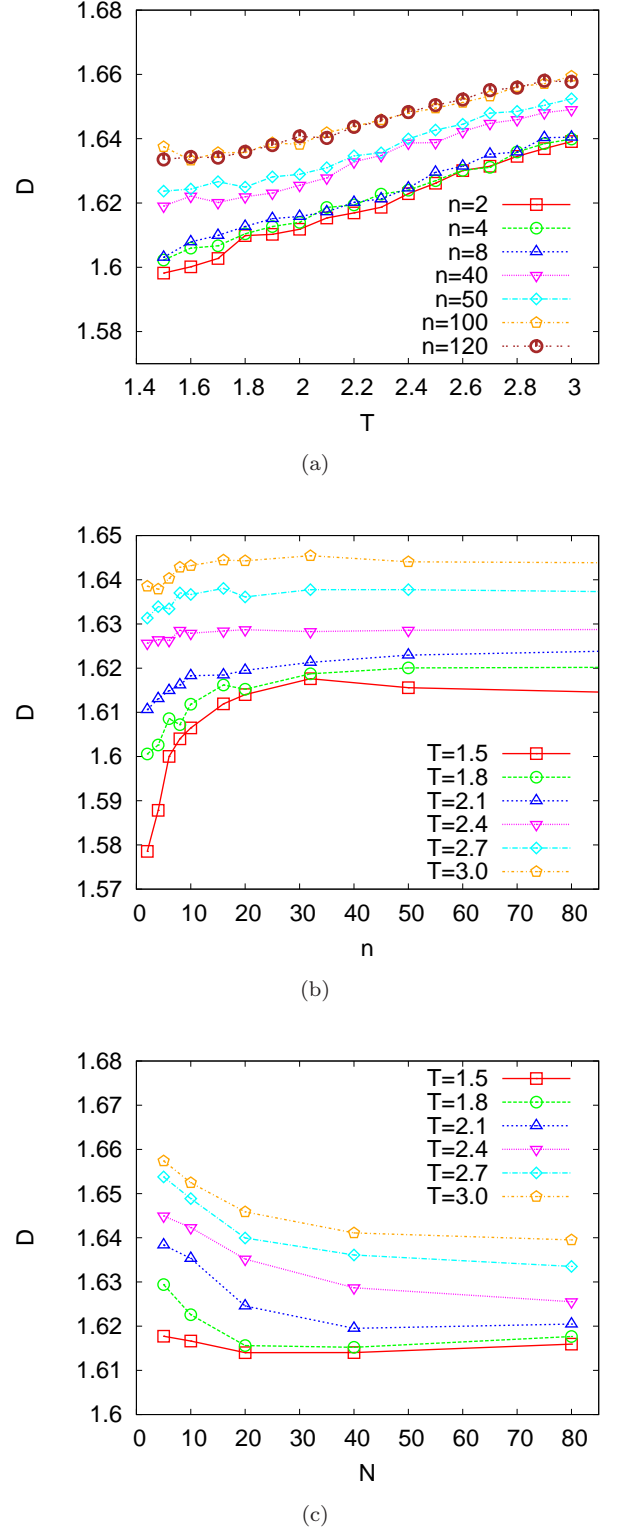 1.66
1.64
1.62
1.6
1.58
D
n=2
n=4
n=8
n=40
n=50
n=100
n=120
1.4 1.6 1.8 2 2.2 2.4 2.6 2.8 3
T
(a)
1.65
1.64
1.63
1.62
1.61
1.6
1.59
1.58
1.57
D
T=1.5
T=1.8
T=2.1
T=2.4
T=2.7
T=3.0
0 10 20 30 40 50 60 70 80
n
(b)
1.68
1.67
1.66
1.65
1.64
1.63
1.62
1.61
1.6
D
T=1.5
T=1.8
T=2.1
T=2.4
T=2.7
T=3.0
0 10 20 30 40 50 60 70 80
N
(c)